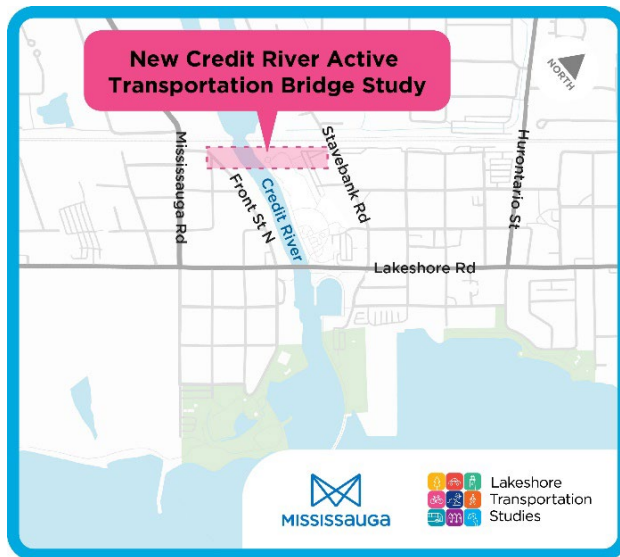 New Credit River Active
Transportation Bridge Study
NORTH
Mississauga Rd
Front St N
Credit River
Stavebank Rd
Hurontario St
Lakeshore Rd
MISSISSAUGA
Lakeshore
Transportation
Studies